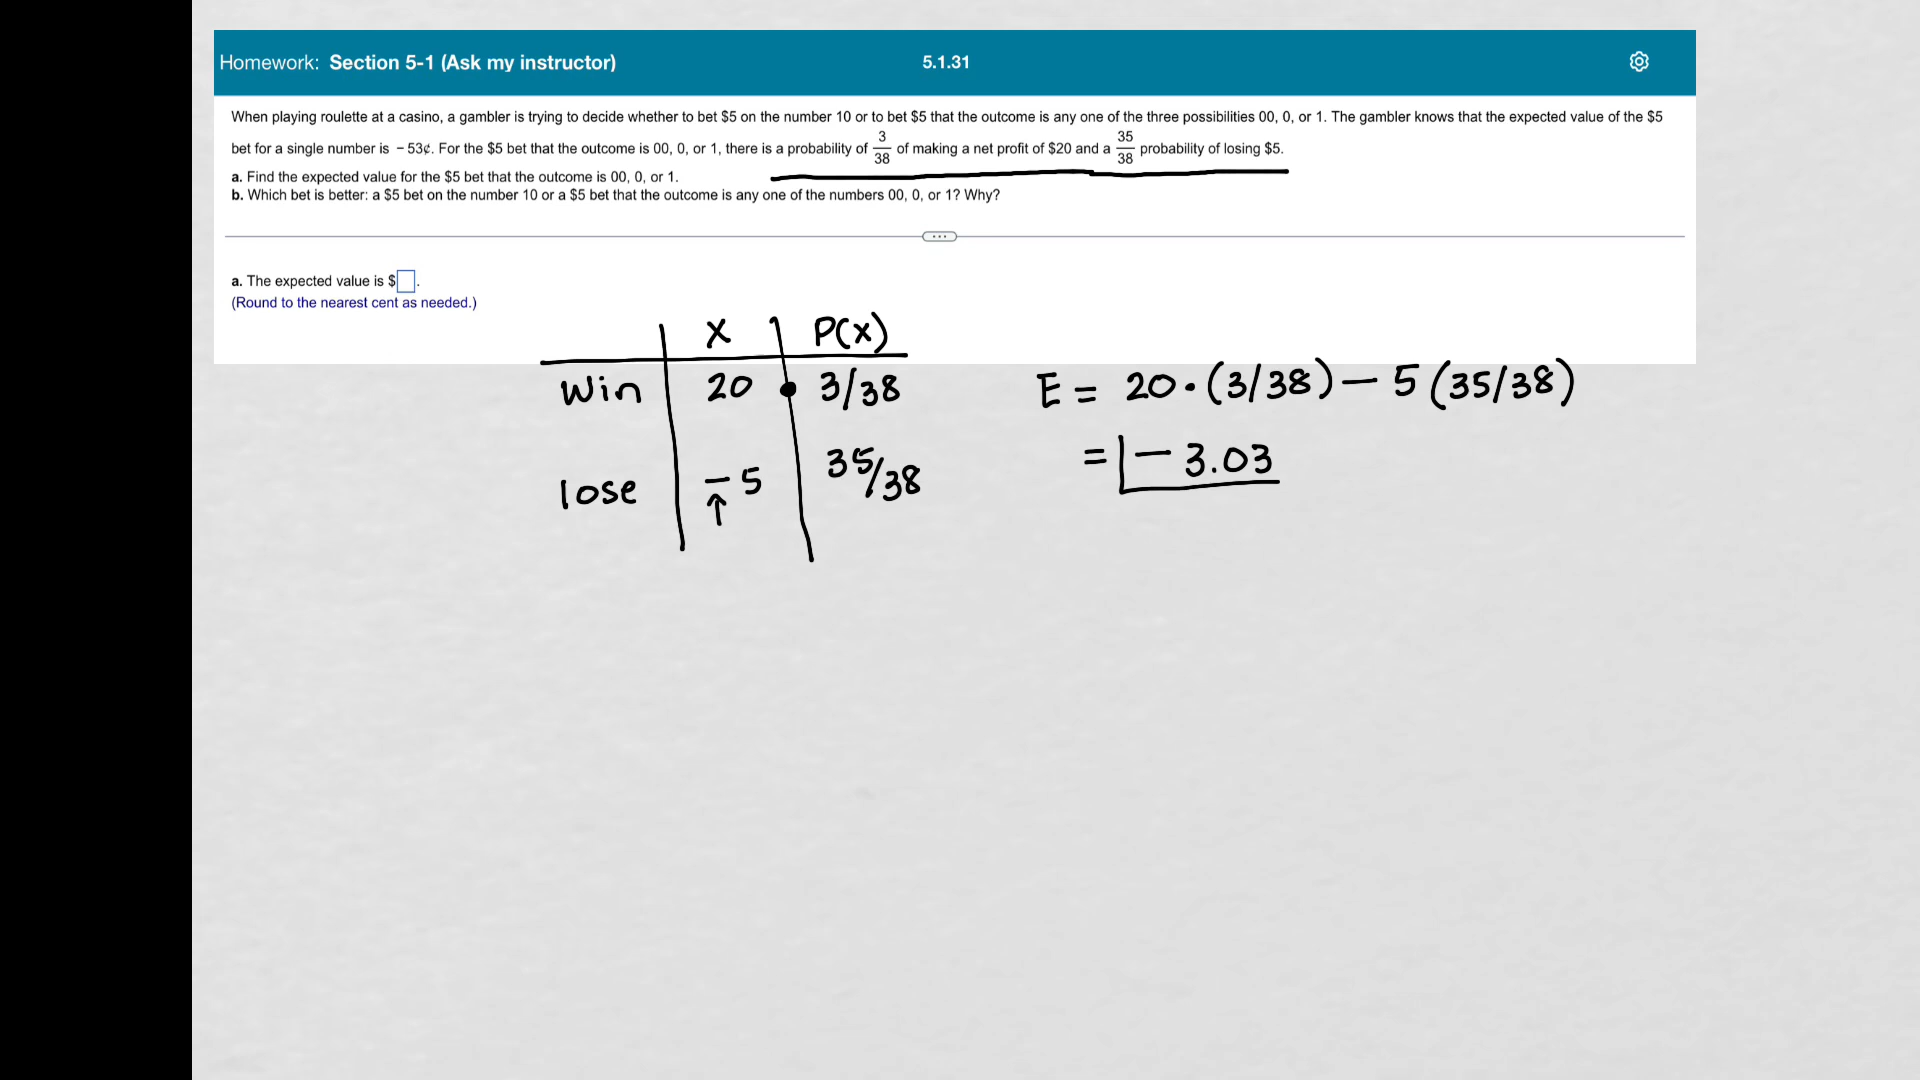 Homework: Section 5-1 (Ask my instructor) 5.1.31
When playing roulette at a casino, a gambler is trying to decide whether to bet $5 on the number 10 or to bet $5 that the outcome is any one of the three possibilities 00, 0, or 1. The gambler knows that the expected value of the $5
bet for a single number is − 53¢. For the $5 bet that the outcome is 00, 0, or 1, there is a probability of 3/38 of making a net profit of $20 and a 35/38 probability of losing $5.
a. Find the expected value for the $5 bet that the outcome is 00, 0, or 1.
b. Which bet is better: a $5 bet on the number 10 or a $5 bet that the outcome is any one of the numbers 00, 0, or 1? Why?
a. The expected value is $ .
(Round to the nearest cent as needed.)
x P(x)
Win 20 • 3/38
lose −5 35/38
E = 20•(3/38) − 5(35/38)
= − 3.03